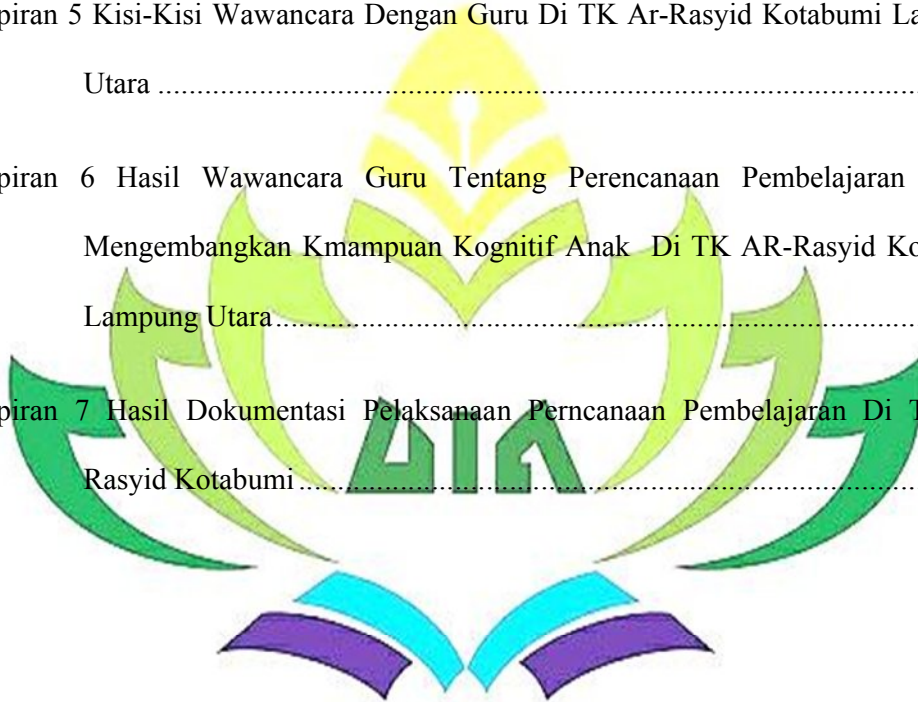 piran 5 Kisi-Kisi Wawancara Dengan Guru Di TK Ar-Rasyid Kotabumi La
Utara ...............................................................................................
piran 6 Hasil Wawancara Guru Tentang Perencanaan Pembelajaran
Mengembangkan Kmampuan Kognitif Anak Di TK AR-Rasyid Ko
Lampung Utara................................................................................
piran 7 Hasil Dokumentasi Pelaksanaan Perncanaan Pembelajaran Di T
Rasyid Kotabumi .............................................................................